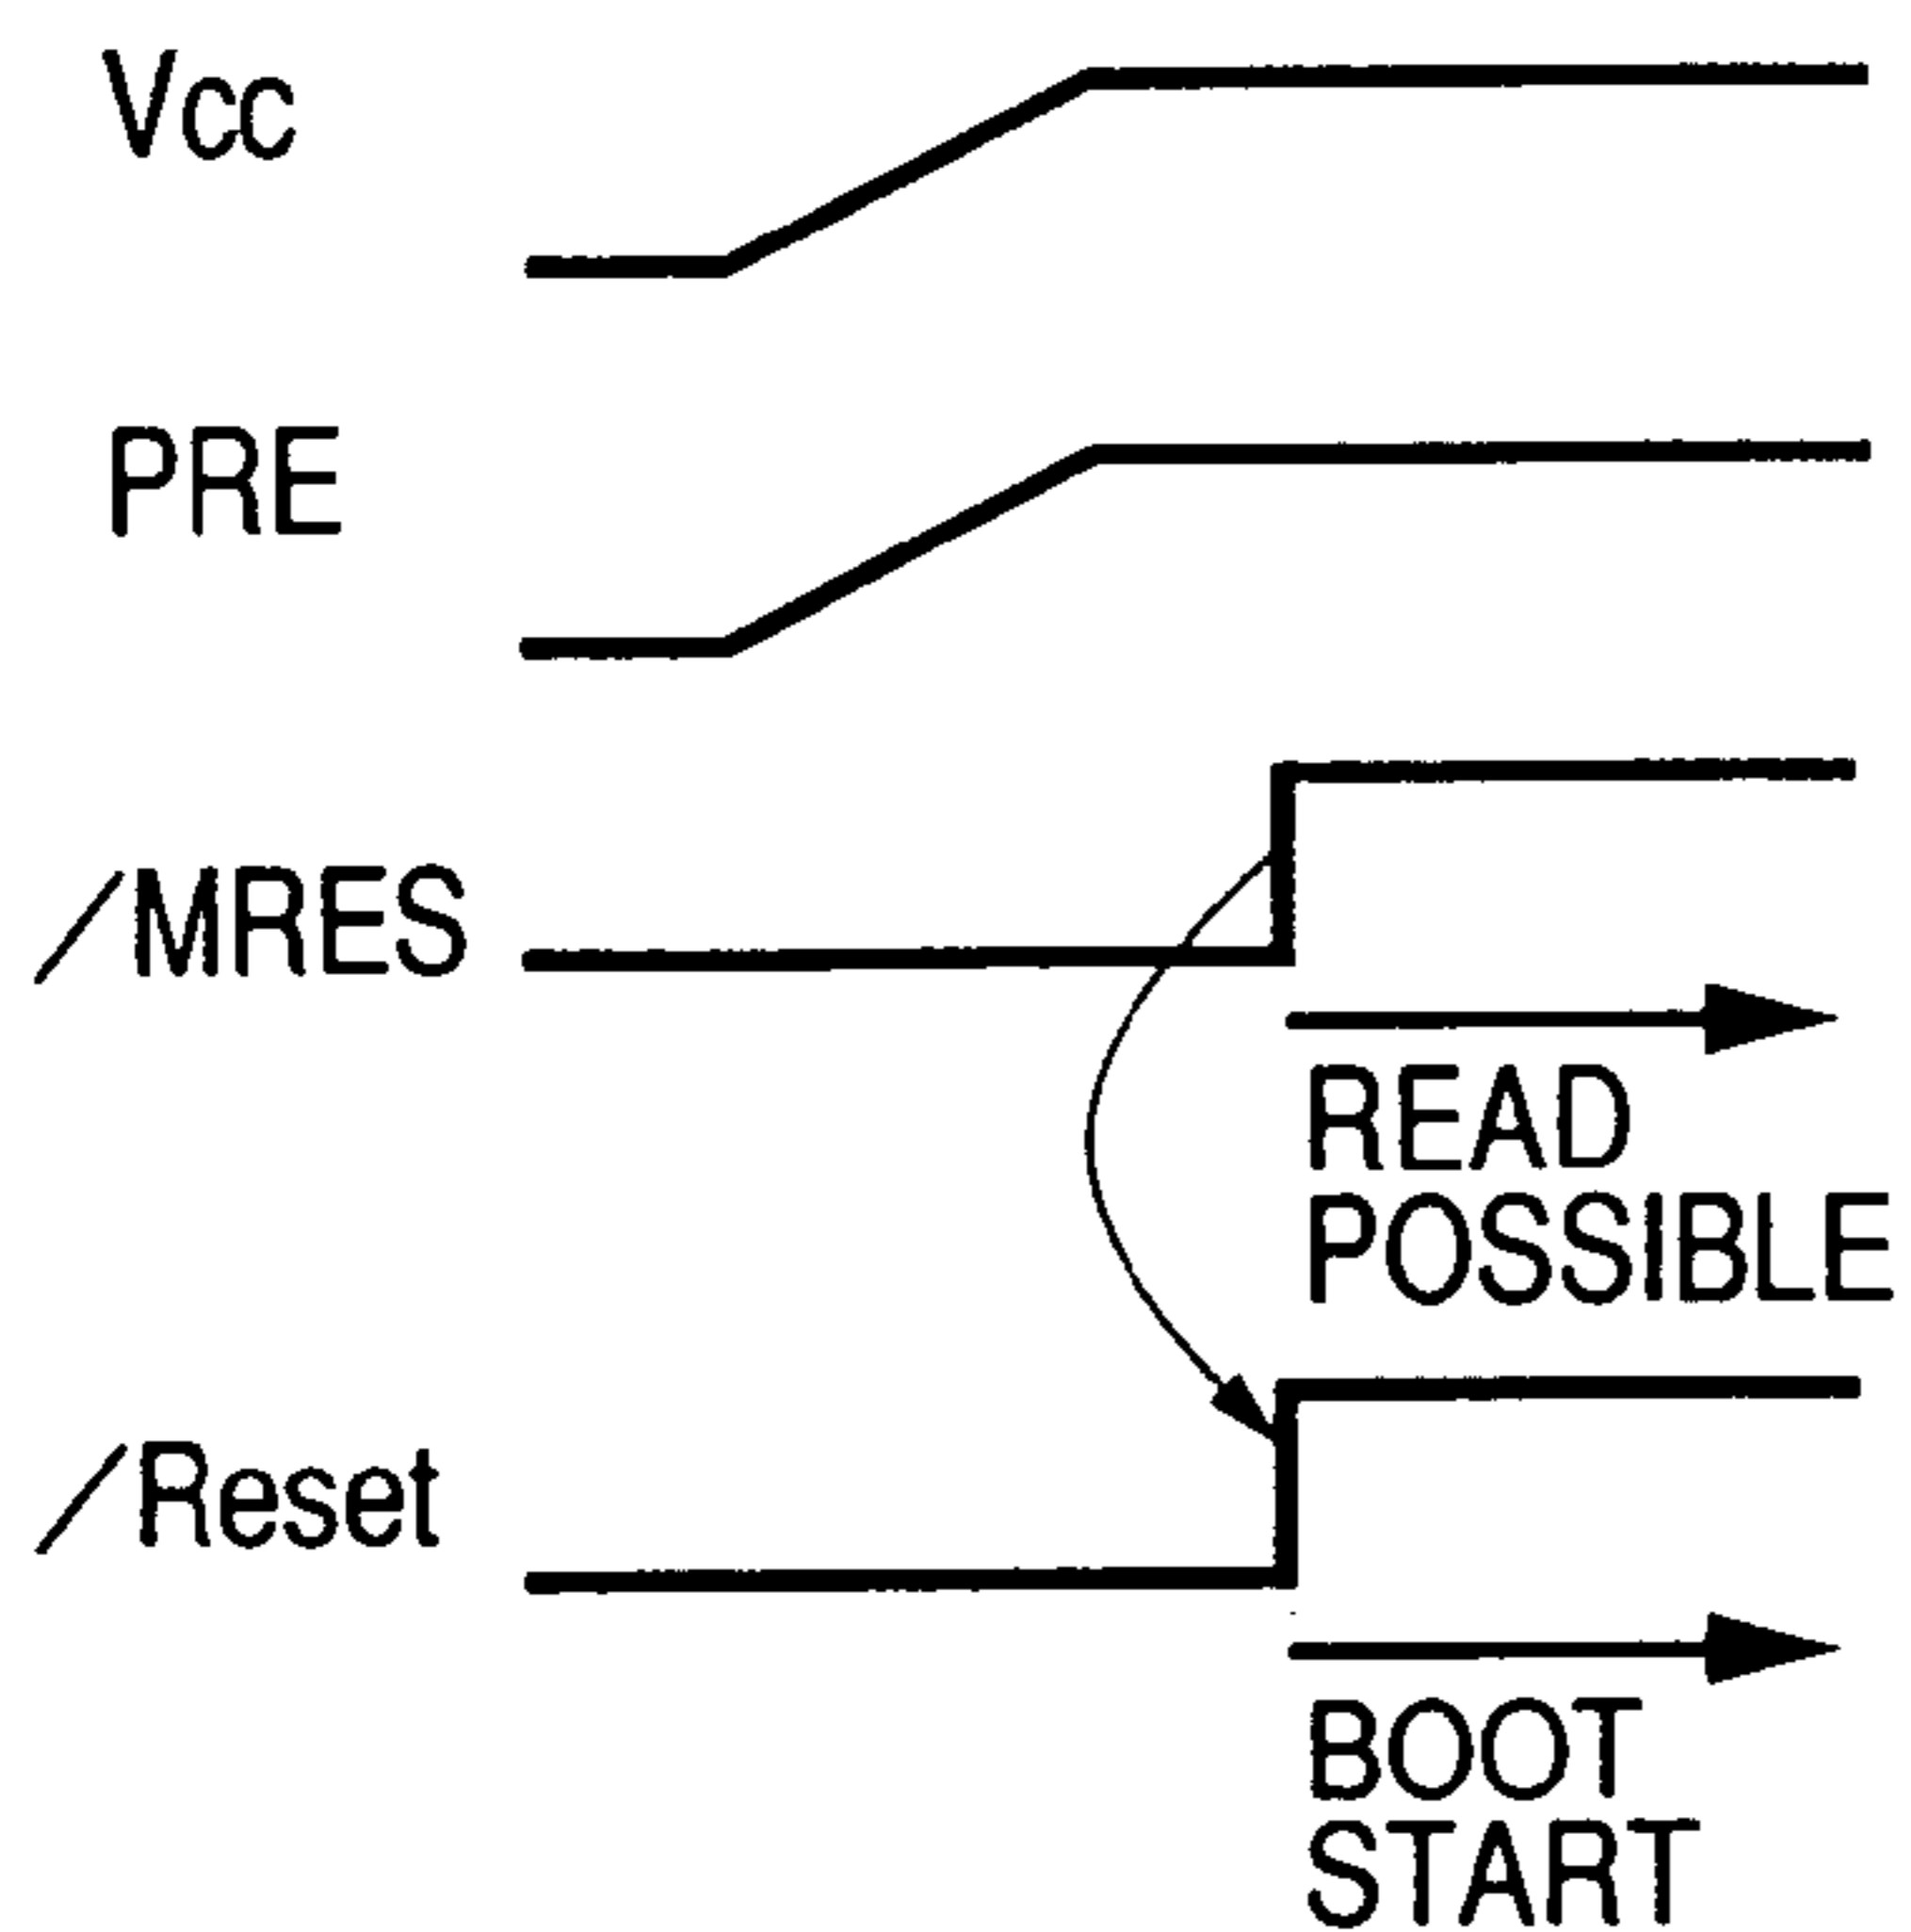 Vcc
PRE
/MRES
READ
POSSIBLE
/Reset
BOOT
START